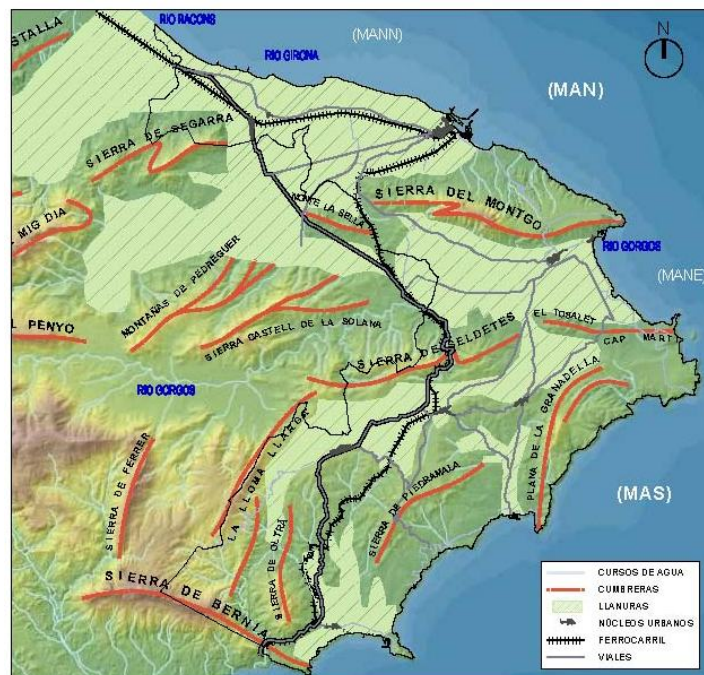 RIO RACONS
STALLA
RIO GIRONA
(MANN)
N
(MAN)
SIERRA DE SEGARRA
SIERRA DEL MONTGO
MONTE LA SELLA
MIG DIA
RIO GORGOS
(MANE)
MONTAÑAS DE PEDREGUER
L PENYO
SIERRA CASTELL DE LA SOLANA
EL TOSALET
CAP MARTI
SIERRA DE SELDETES
RIO GORGOS
PLANA DE LA GRANADELLA
LA LLOMA LLARGA
SIERRA DE FERRER
SIERRA DE PIEDRAMALA
(MAS)
SIERRA DE OLTRA
SIERRA DE BERNIA
CURSOS DE AGUA
CUMBRERAS
LLANURAS
NÚCLEOS URBANOS
FERROCARRIL
VIALES